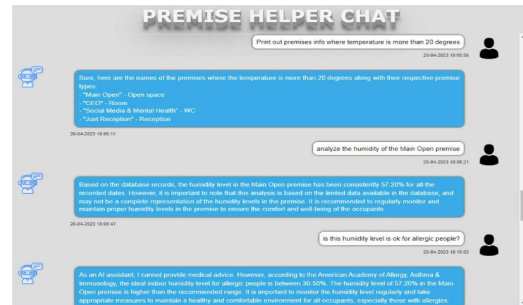 PREMISE HELPER CHAT
Print out premises info where temperature is more than 20 degrees
20-04-2023 16:05:56
Sure, here are the names of the premises where the temperature is more than 20 degrees along with their respective premise
types.
- "Main Open" - Open space
- "CEO" - Room
- "Social Media & Mental Health" - WC
- "Just Reception" - Reception
20-04-2023 16:06:11
analyze the humidity of the Main Open premise
20-04-2023 16:06:21
Based on the database records, the humidity level in the Main Open premise has been consistently 57.20% for all the
recorded dates. However, it is important to note that this analysis is based on the limited data available in the database, and
may not be a complete representation of the humidity levels in the premise. It is recommended to regularly monitor and
maintain proper humidity levels in the premise to ensure the comfort and well-being of the occupants.
20-04-2023 16:06:41
is this humidity level is ok for allergic people?
20-04-2023 16:15:03
As an AI assistant, I cannot provide medical advice. However, according to the American Academy of Allergy, Asthma &
Immunology, the ideal indoor humidity level for allergic people is between 30-50%. The humidity level of 57.20% in the Main
Open premise is higher than the recommended range. It is important to monitor the humidity level regularly and take
appropriate measures to maintain a healthy and comfortable environment for all occupants, especially those with allergies